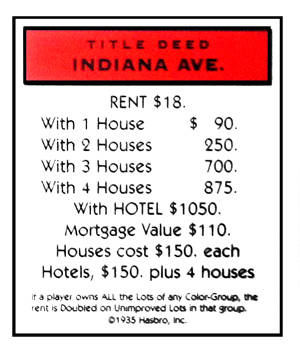 TITLE DEED
INDIANA AVE.
RENT $18.
With 1 House $ 90.
With 2 Houses 250.
With 3 Houses 700.
With 4 Houses 875.
With HOTEL $1050.
Mortgage Value $110.
Houses cost $150. each
Hotels, $150. plus 4 houses
If a player owns ALL the Lots of any Color-Group, the
rent is Doubled on Unimproved Lots in that group.
©1935 Hasbro, Inc.